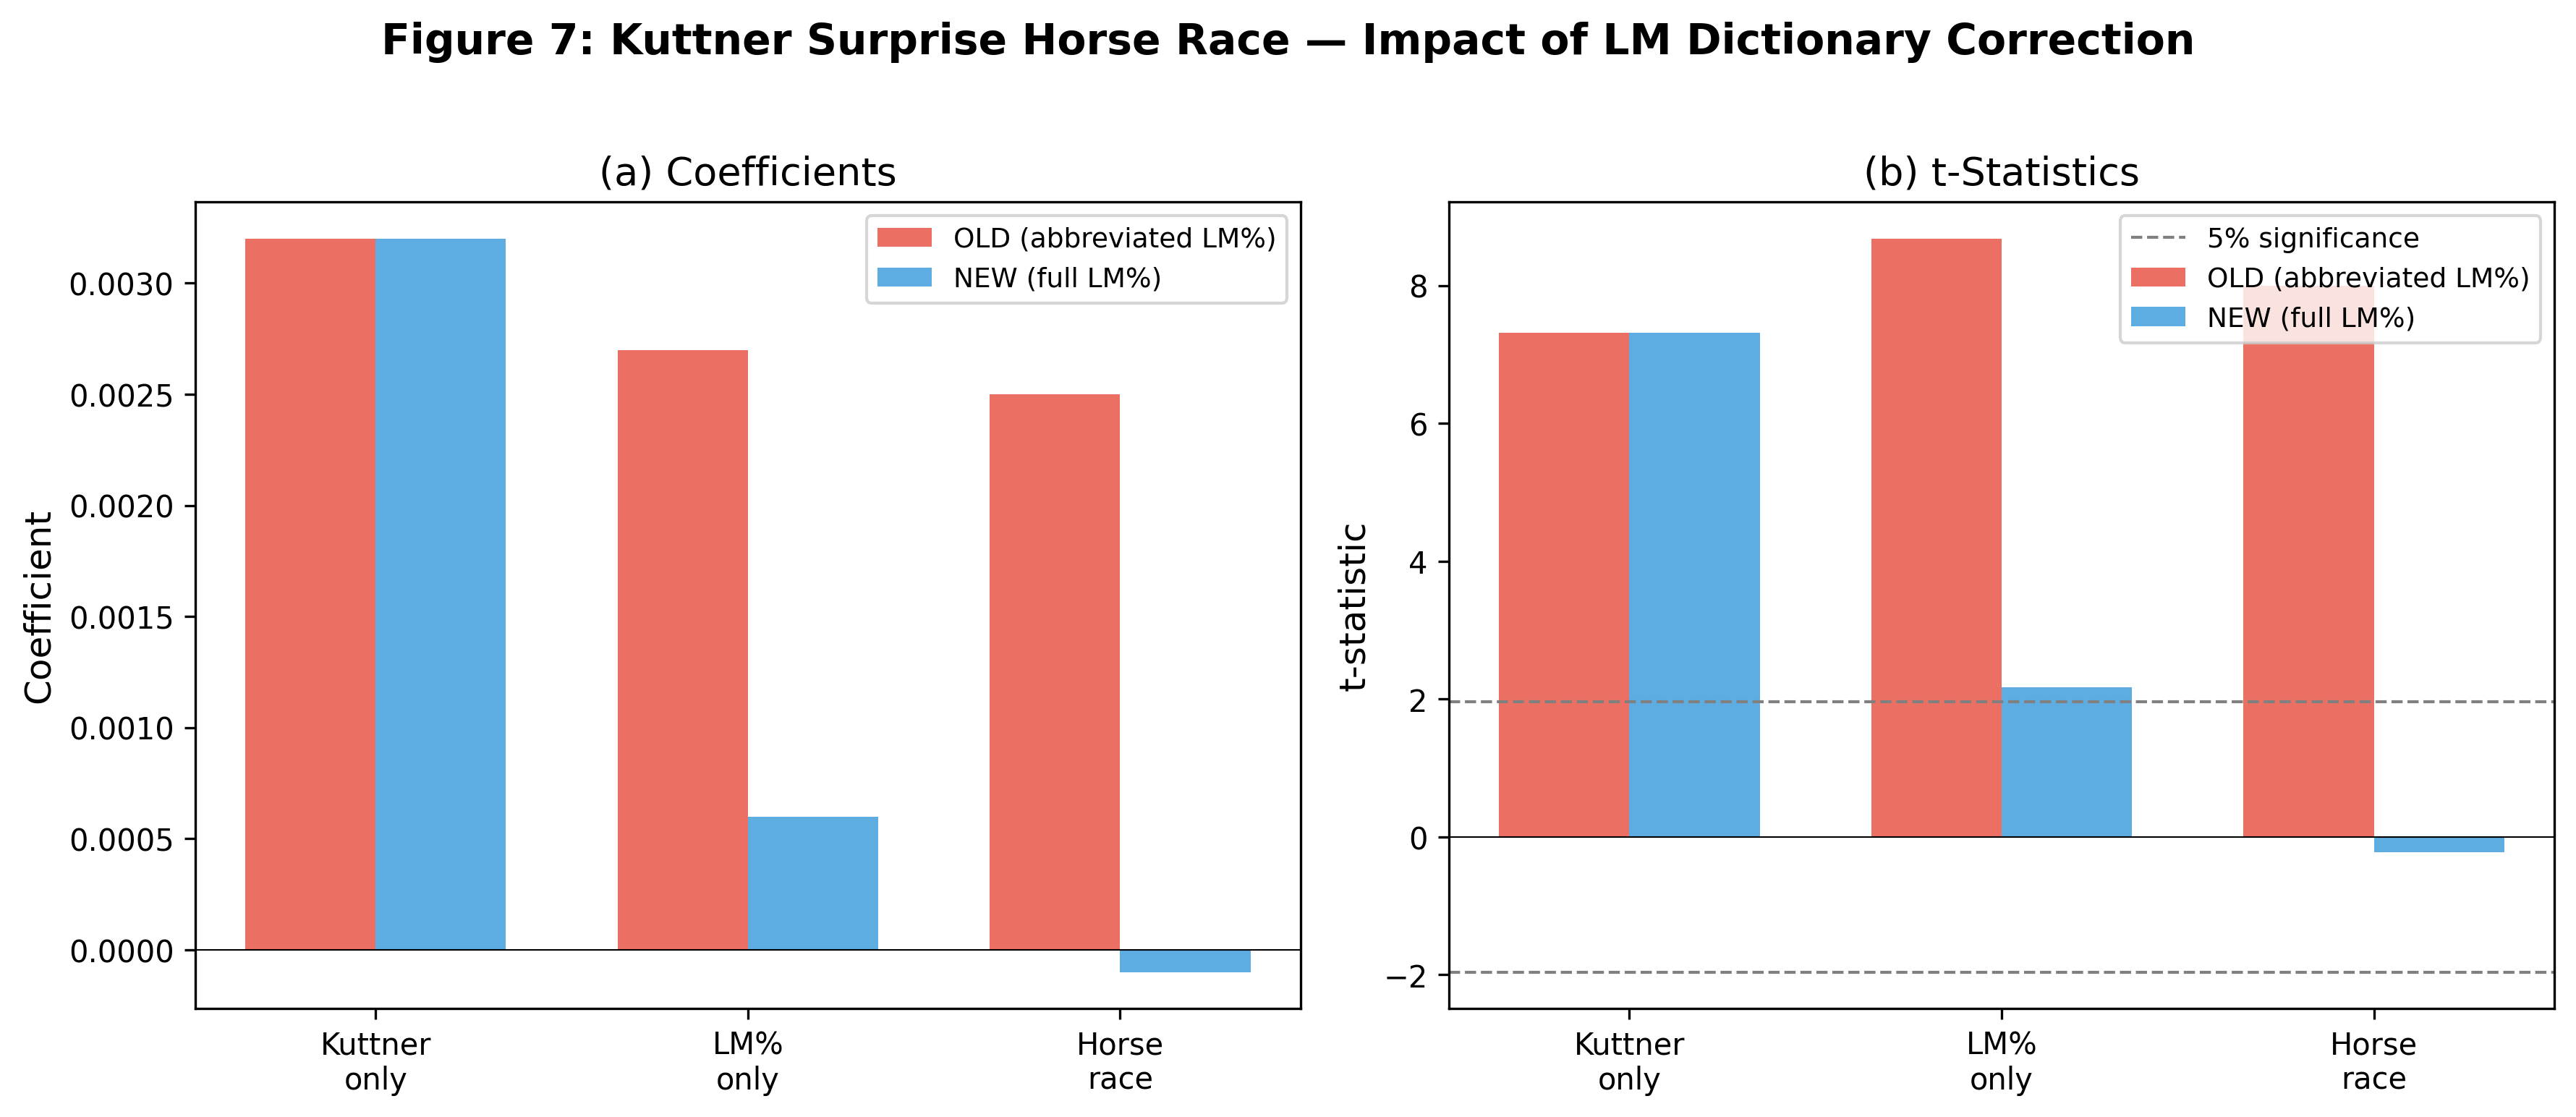 Figure 7: Kuttner Surprise Horse Race — Impact of LM Dictionary Correction
(a) Coefficients
OLD (abbreviated LM%)
NEW (full LM%)
Coefficient
0.0030
0.0025
0.0020
0.0015
0.0010
0.0005
0.0000
Kuttner
only
LM%
only
Horse
race
(b) t-Statistics
5% significance
OLD (abbreviated LM%)
NEW (full LM%)
t-statistic
8
6
4
2
0
−2
Kuttner
only
LM%
only
Horse
race